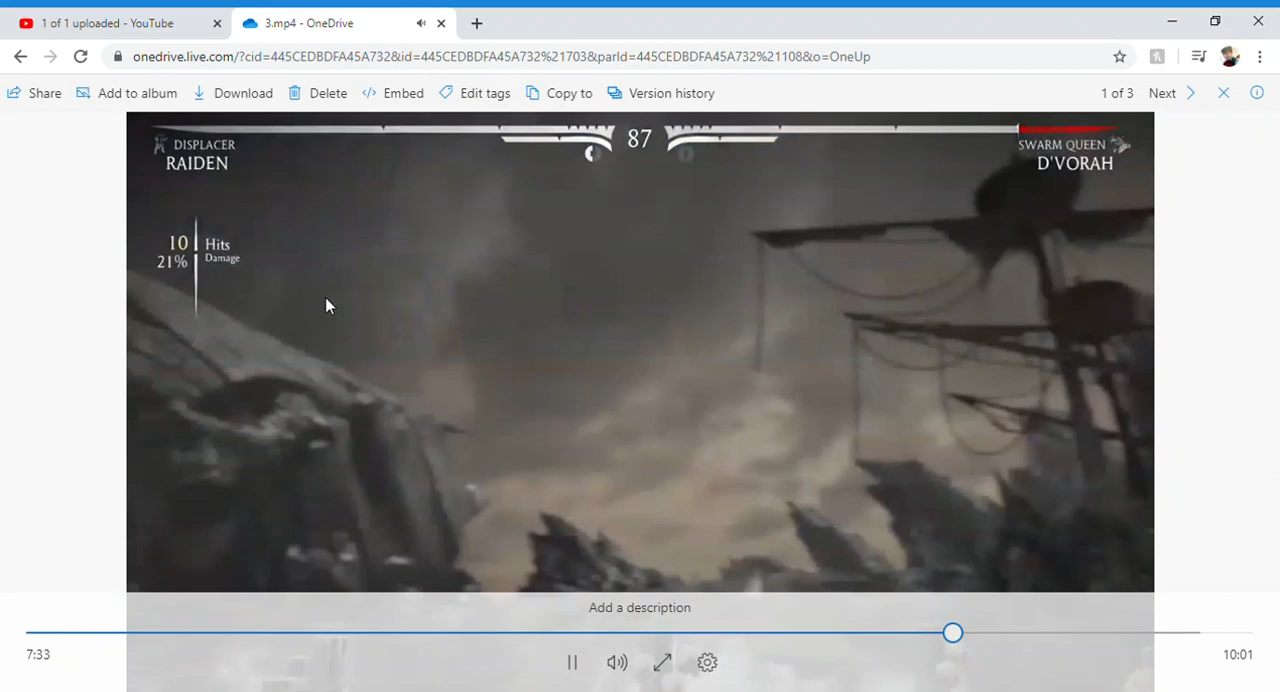 1 of 1 uploaded - YouTube
3.mp4 - OneDrive
onedrive.live.com/?cid=445CEDBDFA45A732&id=445CEDBDFA45A732%21703&parId=445CEDBDFA45A732%21108&o=OneUp
Share Add to album Download Delete Embed Edit tags Copy to Version history 1 of 3 Next
87
DISPLACER
RAIDEN
SWARM QUEEN
D'VORAH
10 Hits
21% Damage
Add a description
7:33
10:01